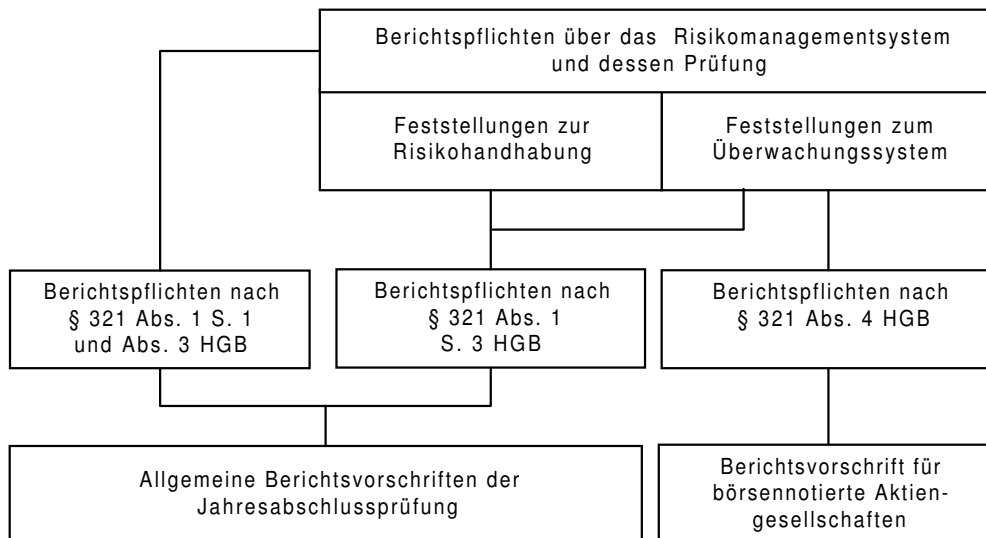 Berichtspflichten über das Risikomanagementsystem
und dessen Prüfung
Feststellungen zur
Risikohandhabung
Feststellungen zum
Überwachungssystem
Berichtspflichten nach
§ 321 Abs. 1 S. 1
und Abs. 3 HGB
Berichtspflichten nach
§ 321 Abs. 1
S. 3 HGB
Berichtspflichten nach
§ 321 Abs. 4 HGB
Allgemeine Berichtsvorschriften der
Jahresabschlussprüfung
Berichtsvorschrift für
börsennotierte Aktien-
gesellschaften